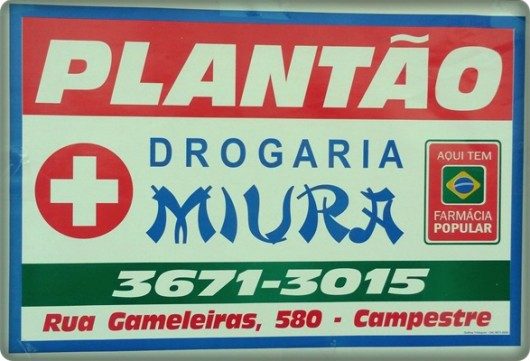 PLANTÃO
DROGARIA
MIURA
AQUI TEM
FARMÁCIA
POPULAR
3671-3015
Rua Gameleiras, 580 - Campestre